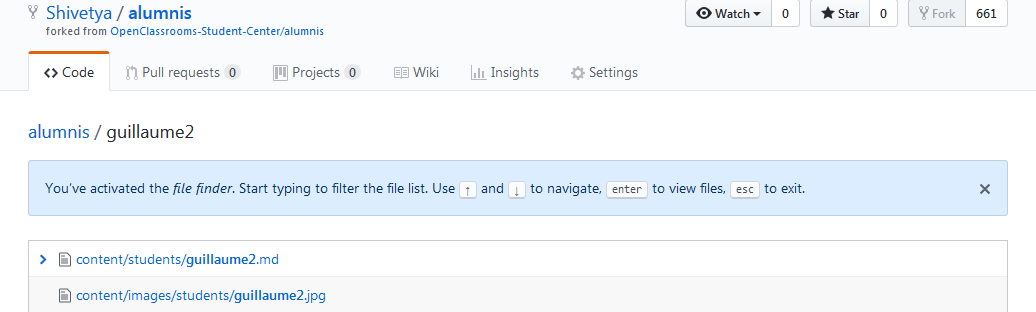 Shivetya / alumnis
Watch 0 Star 0 Fork 661
forked from OpenClassrooms-Student-Center/alumnis
Code Pull requests 0 Projects 0 Wiki Insights Settings
alumnis / guillaume2
You've activated the file finder. Start typing to filter the file list. Use ↑ and ↓ to navigate, enter to view files, esc to exit.
content/students/guillaume2.md
content/images/students/guillaume2.jpg